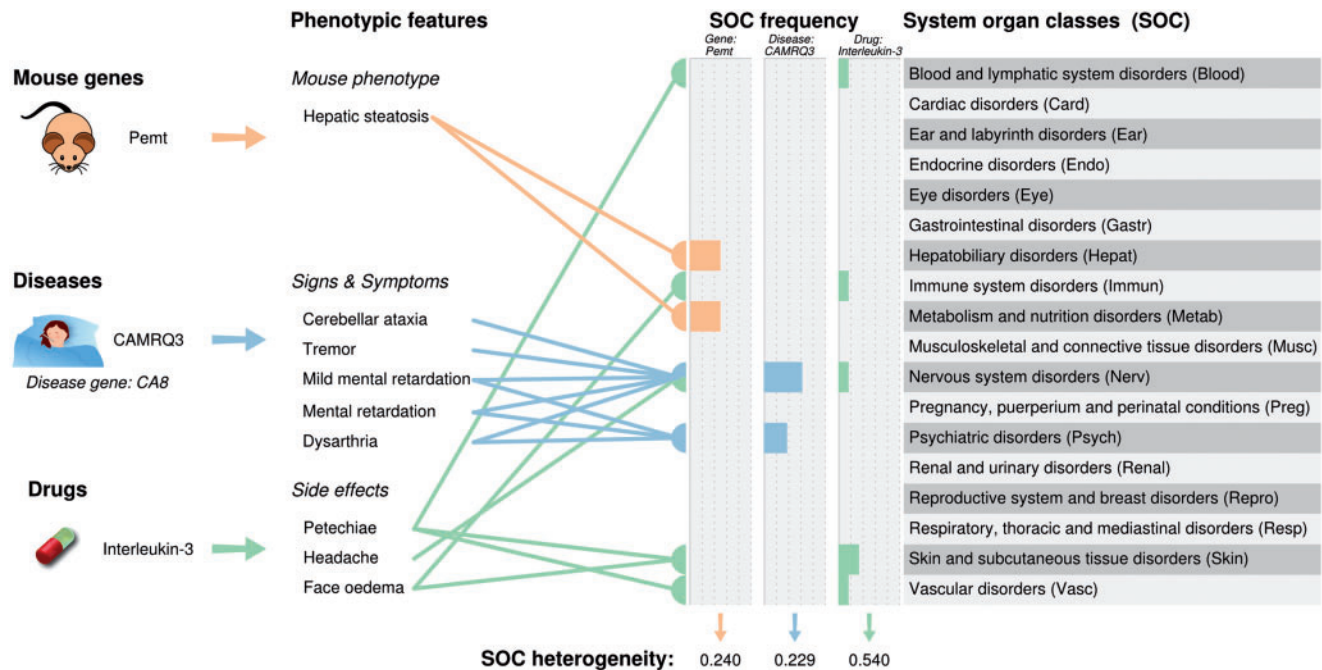 Phenotypic features
SOC frequency
System organ classes (SOC)
Gene:
Pemt
Disease:
CAMRQ3
Drug:
Interleukin-3
Mouse genes
Mouse phenotype
Pemt
Hepatic steatosis
Diseases
Signs & Symptoms
CAMRQ3
Disease gene: CA8
Cerebellar ataxia
Tremor
Mild mental retardation
Mental retardation
Dysarthria
Drugs
Side effects
Interleukin-3
Petechiae
Headache
Face oedema
Blood and lymphatic system disorders (Blood)
Cardiac disorders (Card)
Ear and labyrinth disorders (Ear)
Endocrine disorders (Endo)
Eye disorders (Eye)
Gastrointestinal disorders (Gastr)
Hepatobiliary disorders (Hepat)
Immune system disorders (Immun)
Metabolism and nutrition disorders (Metab)
Musculoskeletal and connective tissue disorders (Musc)
Nervous system disorders (Nerv)
Pregnancy, puerperium and perinatal conditions (Preg)
Psychiatric disorders (Psych)
Renal and urinary disorders (Renal)
Reproductive system and breast disorders (Repro)
Respiratory, thoracic and mediastinal disorders (Resp)
Skin and subcutaneous tissue disorders (Skin)
Vascular disorders (Vasc)
SOC heterogeneity: 0.240 0.229 0.540